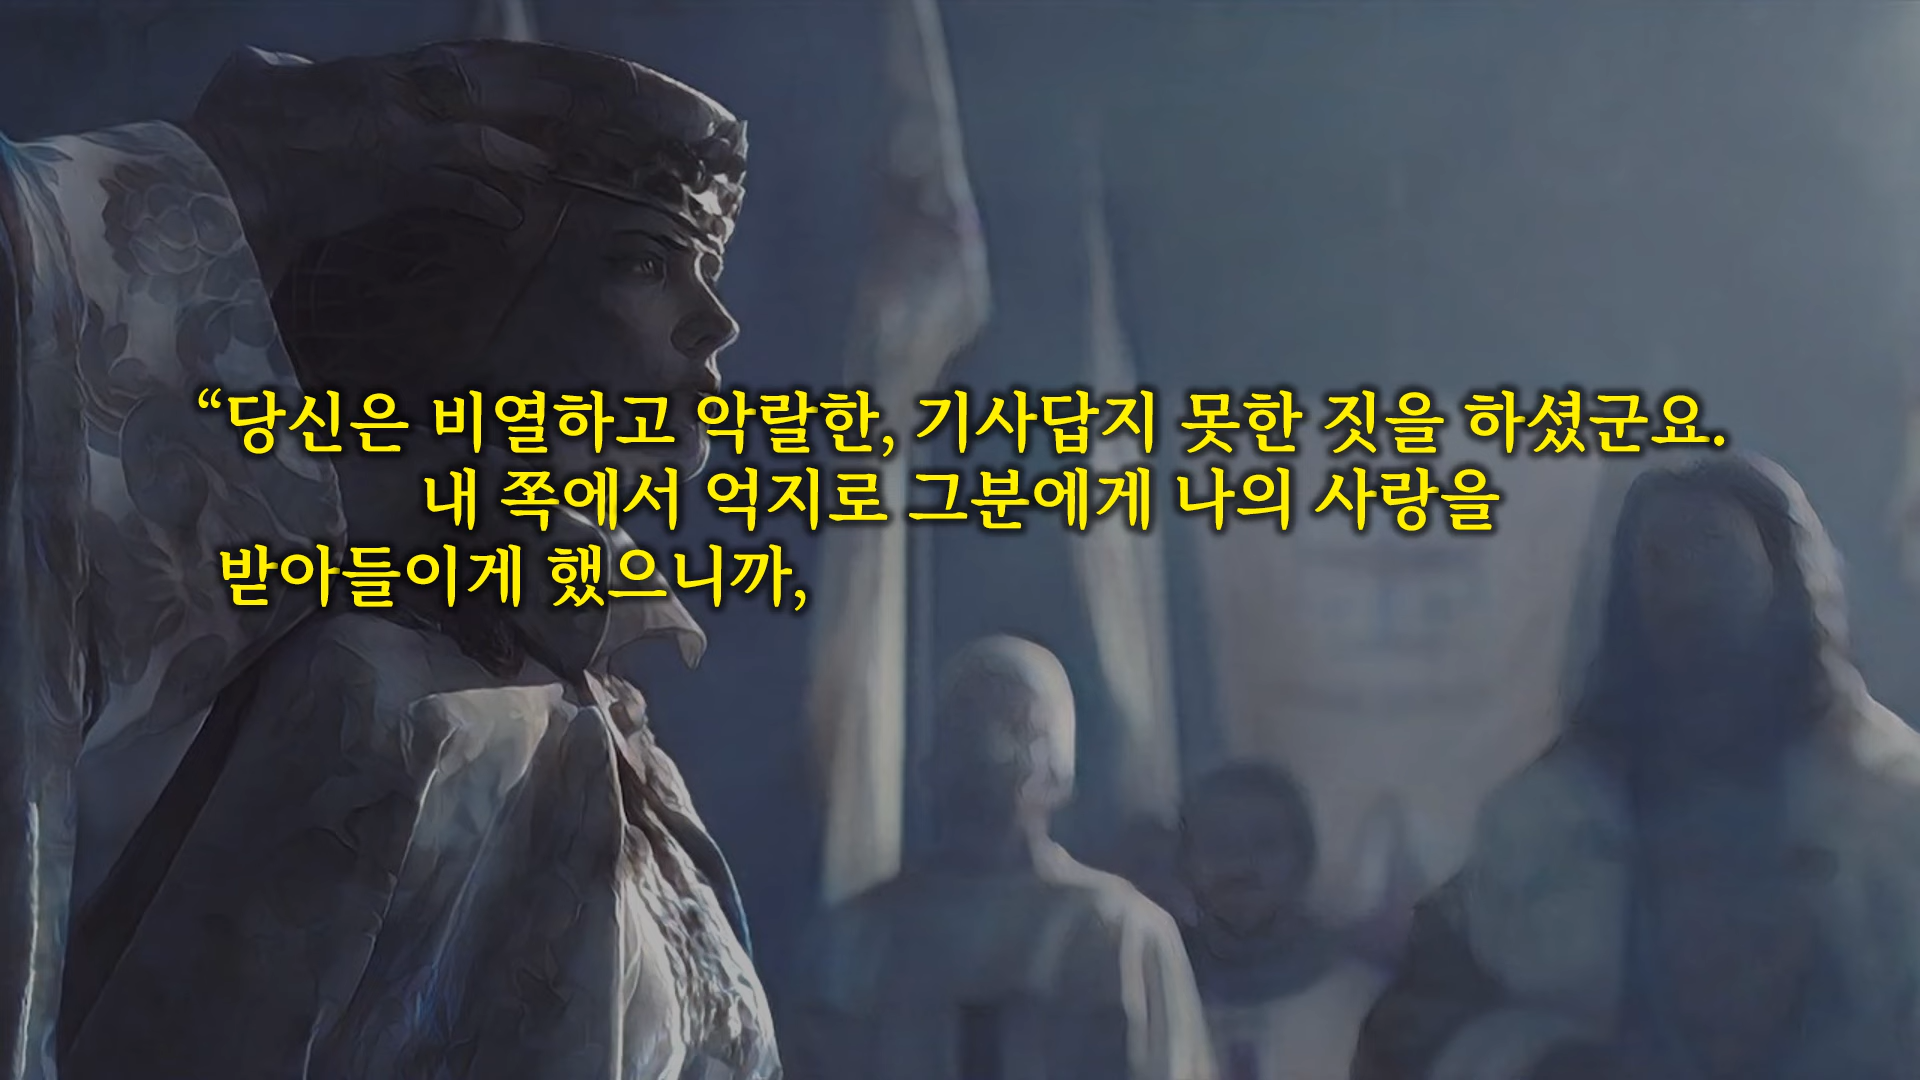 “당신은 비열하고 악랄한, 기사답지 못한 짓을 하셨군요.
내 쪽에서 억지로 그분에게 나의 사랑을
받아들이게 했으니까,